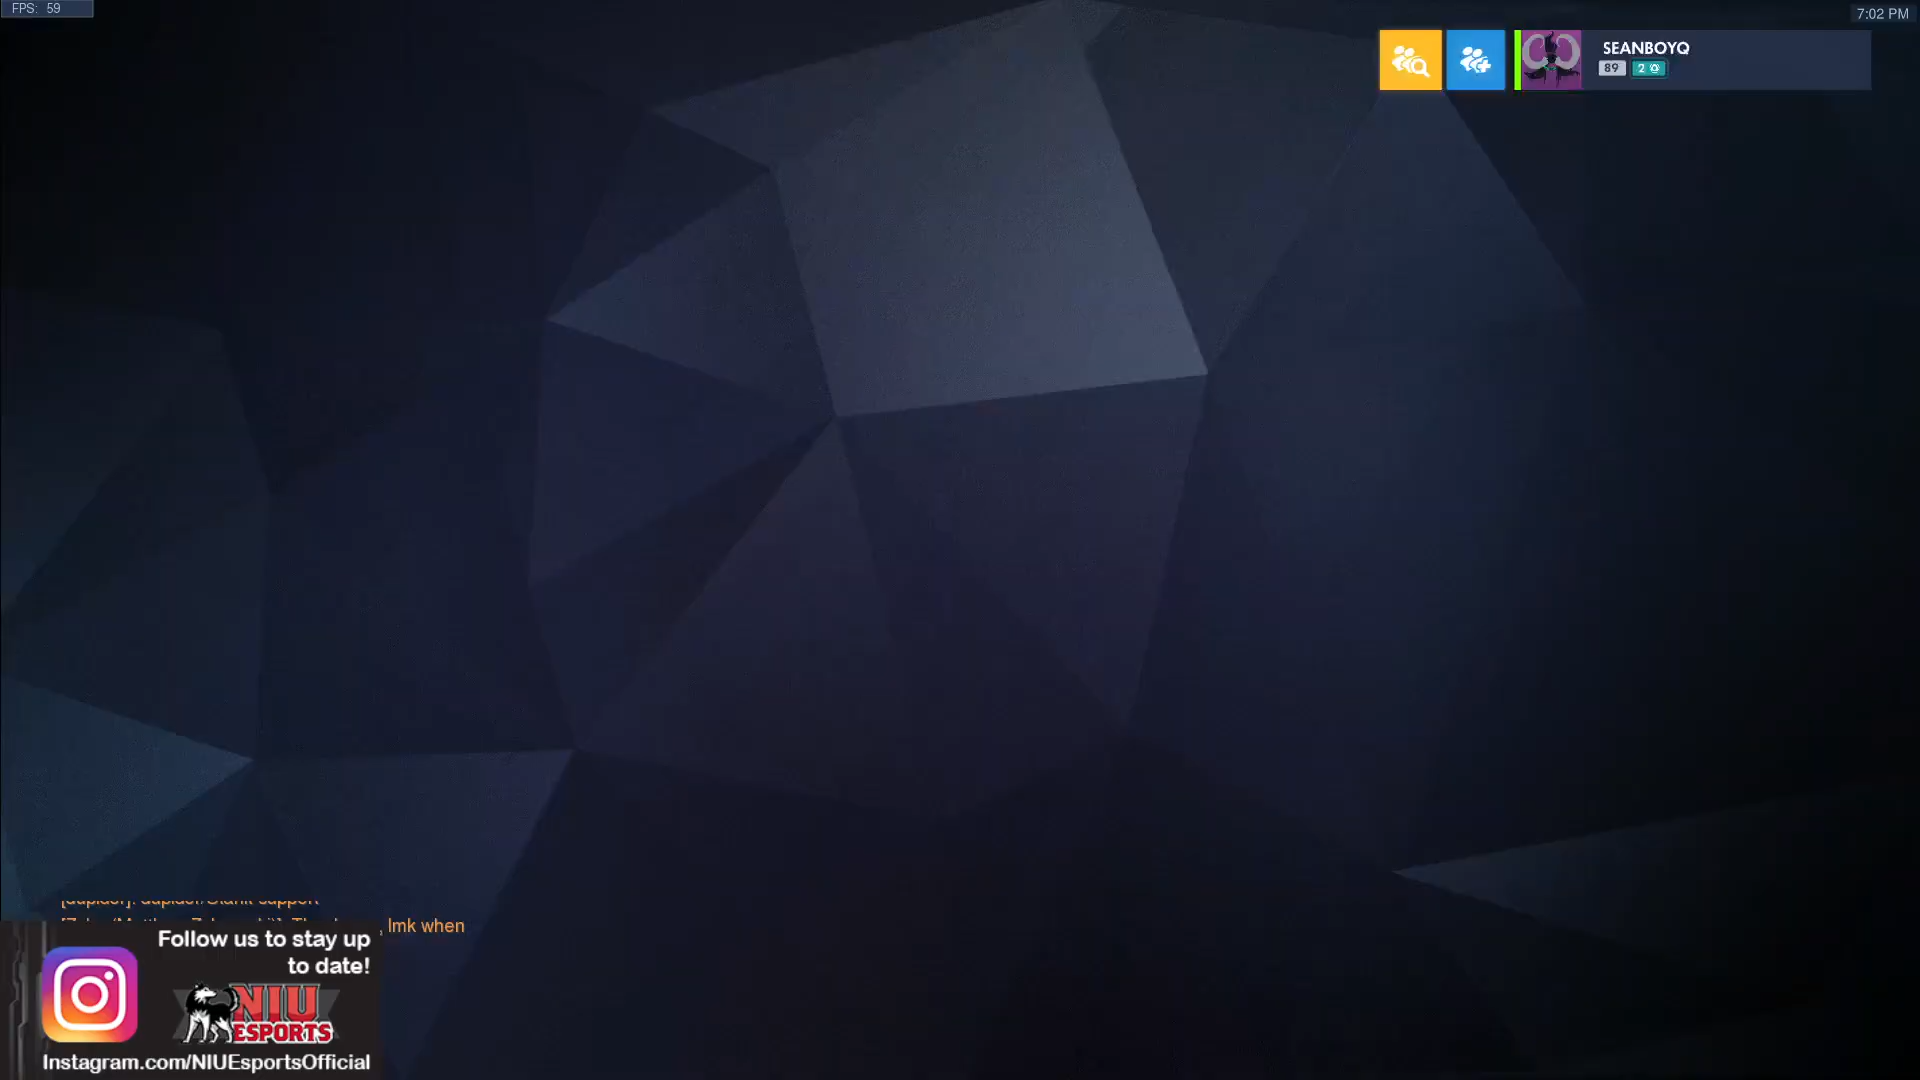 FPS: 59
7:02 PM
SEANBOYQ
89
2
, lmk when
Follow us to stay up
to date!
NIU
ESPORTS
Instagram.com/NIUEsportsOfficial